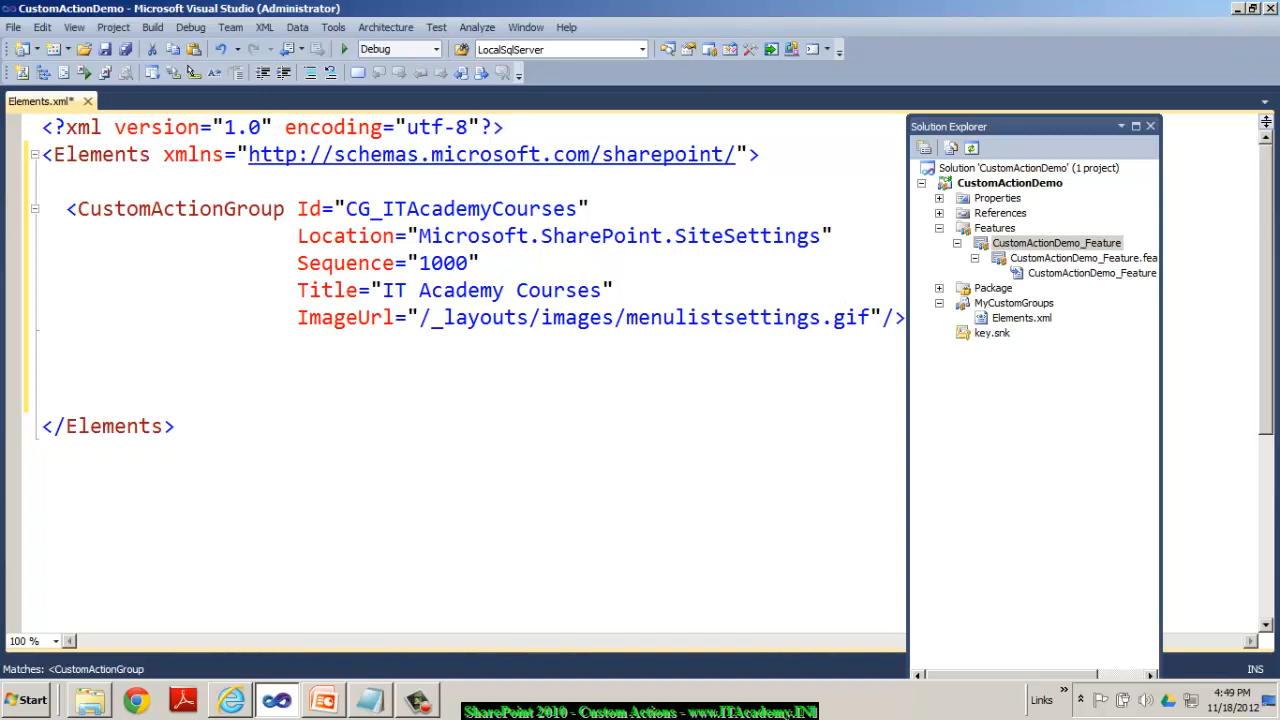 CustomActionDemo - Microsoft Visual Studio (Administrator)
File Edit View Project Build Debug Team XML Data Tools Architecture Test Analyze Window Help
Debug LocalSqlServer
Elements.xml*
<?xml version="1.0" encoding="utf-8"?>
<Elements xmlns="http://schemas.microsoft.com/sharepoint/">
<CustomActionGroup Id="CG_ITAcademyCourses"
Location="Microsoft.SharePoint.SiteSettings"
Sequence="1000"
Title="IT Academy Courses"
ImageUrl="/_layouts/images/menulistsettings.gif"/>
</Elements>
Solution Explorer
Solution 'CustomActionDemo' (1 project)
CustomActionDemo
Properties
References
Features
CustomActionDemo_Feature
CustomActionDemo_Feature.fea
CustomActionDemo_Feature
Package
MyCustomGroups
Elements.xml
key.snk
100 %
Matches: <CustomActionGroup
INS
Start
Links
4:49 PM
11/18/2012
SharePoint 2010 - Custom Actions - www.ITAcademy.INI